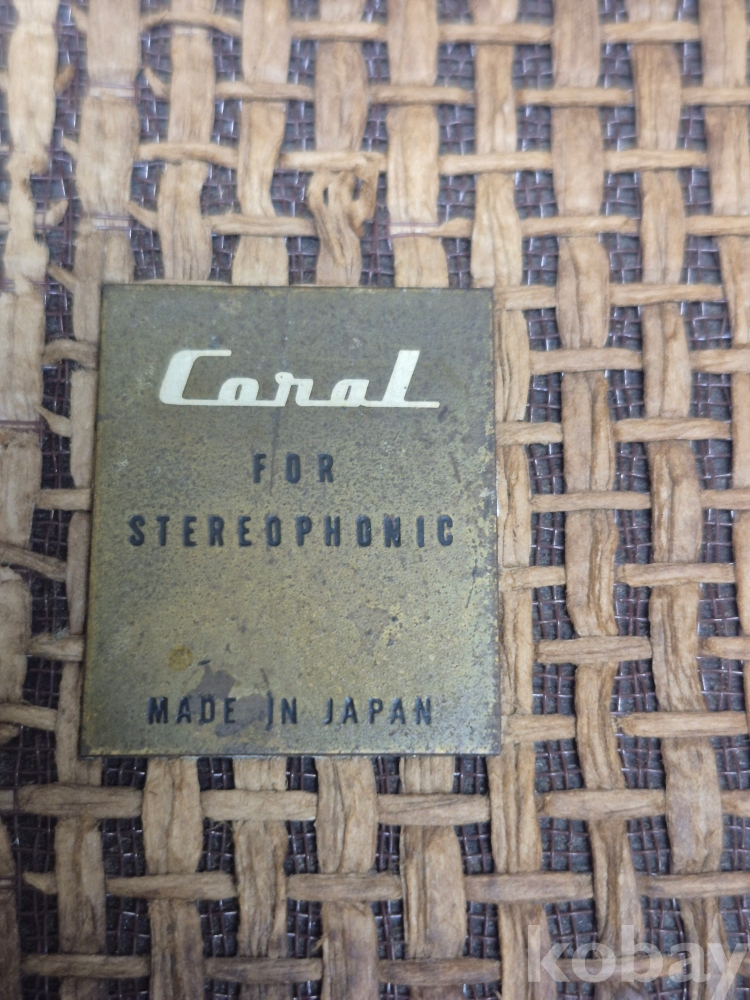 Coral
FOR
STEREOPHONIC
MADE IN JAPAN
kobay